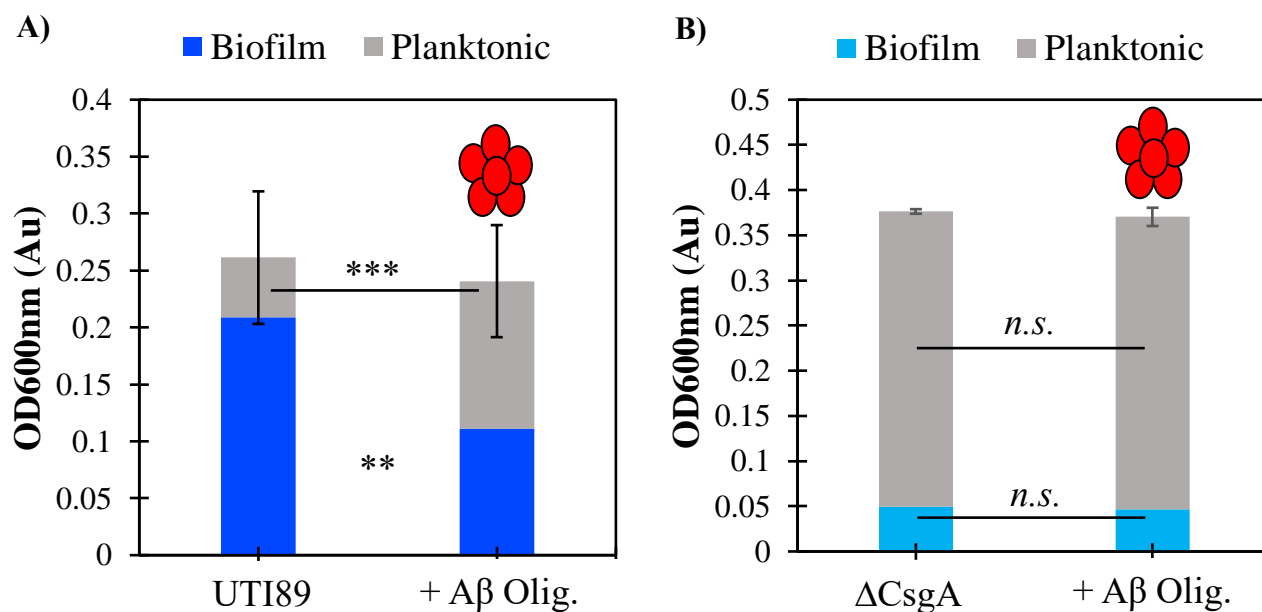 A)
Biofilm Planktonic
OD600nm (Au)
0.4
0.35
0.3
0.25
0.2
0.15
0.1
0.05
0
***
**
UTI89 + Aβ Olig.
B)
Biofilm Planktonic
OD600nm (Au)
0.5
0.45
0.4
0.35
0.3
0.25
0.2
0.15
0.1
0.05
0
n.s.
n.s.
ΔCsgA + Aβ Olig.